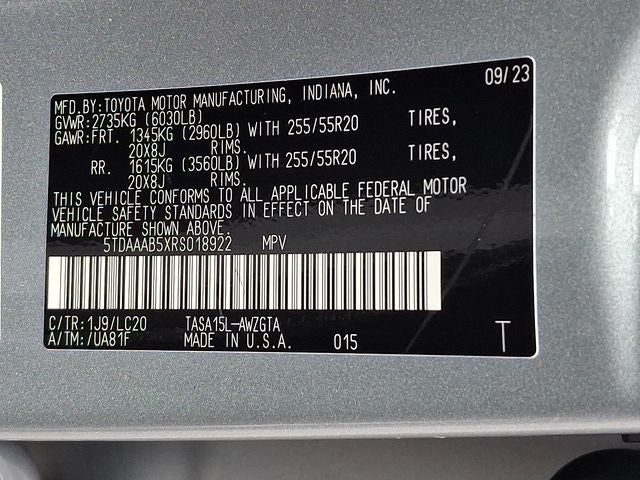 09/23
MFD.BY:TOYOTA MOTOR MANUFACTURING, INDIANA, INC.
GVWR:2735KG (6030LB)
GAWR:FRT. 1345KG (2960LB) WITH 255/55R20 TIRES,
20X8J RIMS.
RR. 1615KG (3560LB) WITH 255/55R20 TIRES,
20X8J RIMS.
THIS VEHICLE CONFORMS TO ALL APPLICABLE FEDERAL MOTOR
VEHICLE SAFETY STANDARDS IN EFFECT ON THE DATE OF
MANUFACTURE SHOWN ABOVE.
5TDAAAB5XRS018922 MPV
C/TR:1J9/LC20 TASA15L-AWZGTA
A/TM:/UA81F MADE IN U.S.A. 015
T